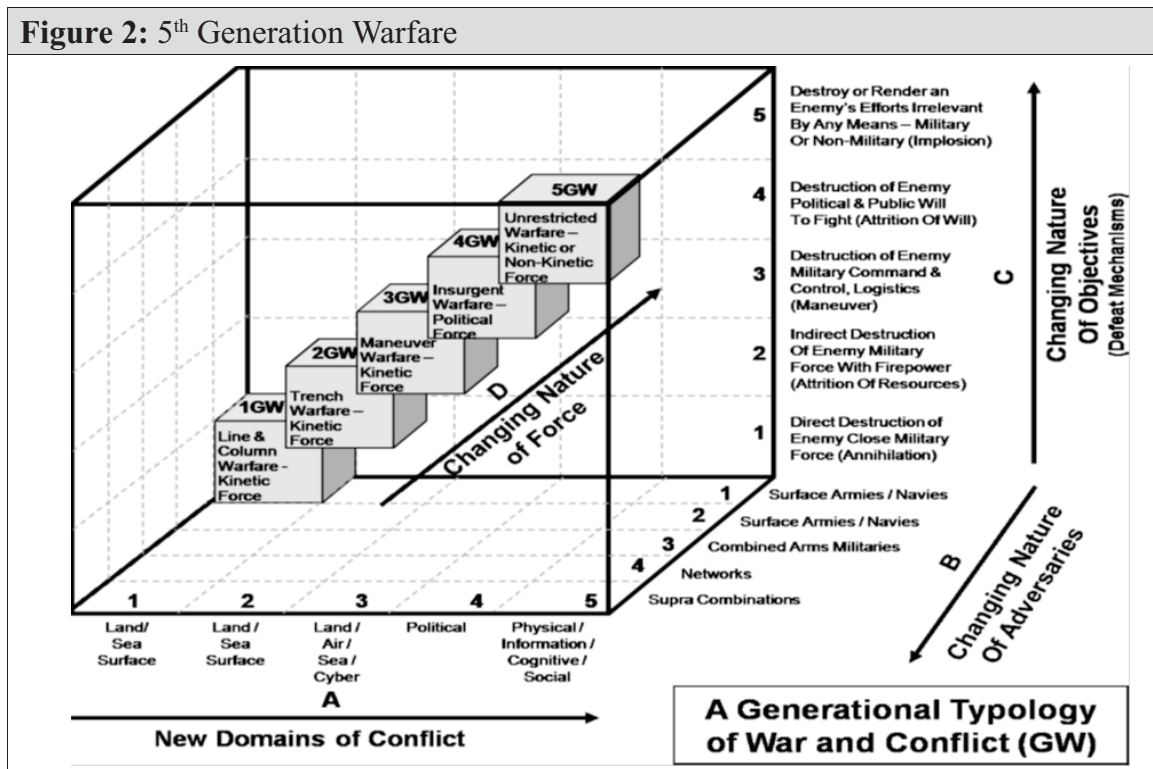 Figure 2: 5th Generation Warfare
5
Destroy or Render an
Enemy's Efforts Irrelevant
By Any Means – Military
Or Non-Military (Implosion)
4
Destruction of Enemy
Political & Public Will
To Fight (Attrition Of Will)
3
Destruction of Enemy
Military Command &
Control, Logistics
(Maneuver)
2
Indirect Destruction
Of Enemy Military
Force With Firepower
(Attrition Of Resources)
1
Direct Destruction of
Enemy Close Military
Force (Annihilation)
C
Changing Nature
Of Objectives
(Defeat Mechanisms)
5GW
Unrestricted
Warfare –
Kinetic or
Non-Kinetic
Force
4GW
Insurgent
Warfare –
Political
Force
3GW
Maneuver
Warfare –
Kinetic
Force
2GW
Trench
Warfare –
Kinetic
Force
1GW
Line &
Column
Warfare -
Kinetic
Force
D
Changing Nature
of Force
1 Surface Armies / Navies
2 Surface Armies / Navies
3 Combined Arms Militaries
4 Networks
Supra Combinations
B
Changing Nature
Of Adversaries
1 2 3 4 5
Land/
Sea
Surface
Land /
Sea
Surface
Land /
Air /
Sea /
Cyber
Political
Physical /
Information /
Cognitive /
Social
A
New Domains of Conflict
A Generational Typology
of War and Conflict (GW)